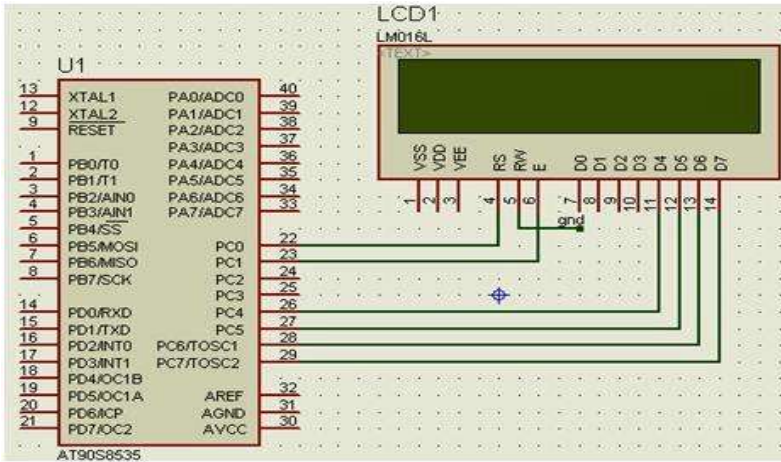 LCD1
LM016L
<TEXT>
VSS VDD VEE RS RW E D0 D1 D2 D3 D4 D5 D6 D7
1 2 3 4 5 6 7 8 9 10 11 12 13 14
gnd
U1
13 XTAL1 PA0/ADC0 40
12 XTAL2 PA1/ADC1 39
9 RESET PA2/ADC2 38
PA3/ADC3 37
1 PB0/T0 PA4/ADC4 36
2 PB1/T1 PA5/ADC5 35
3 PB2/AIN0 PA6/ADC6 34
4 PB3/AIN1 PA7/ADC7 33
5 PB4/SS
6 PB5/MOSI PC0 22
7 PB6/MISO PC1 23
8 PB7/SCK PC2 24
PC3 25
14 PD0/RXD PC4 26
15 PD1/TXD PC5 27
16 PD2/INT0 PC6/TOSC1 28
17 PD3/INT1 PC7/TOSC2 29
18 PD4/OC1B
19 PD5/OC1A AREF 32
20 PD6/ICP AGND 31
21 PD7/OC2 AVCC 30
AT90S8535